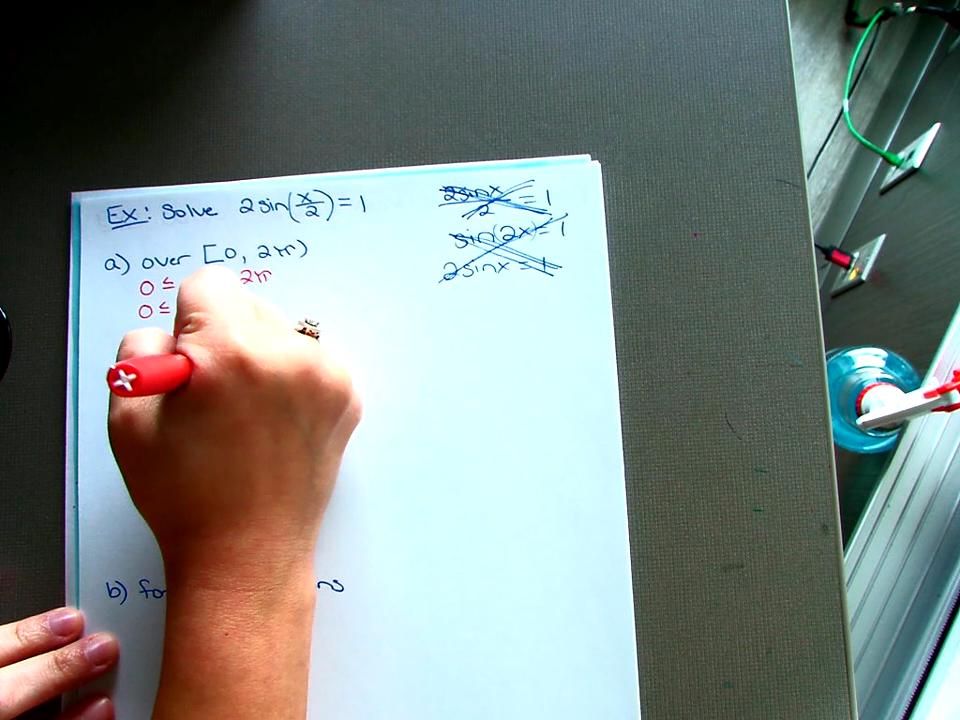 Ex: Solve 2sin(x/2) = 1
a) over [0, 2π)
0 ≤ 2π
0 ≤
b)
2sinx/2 = 1
sin(2x) = 1
2sinx = 1